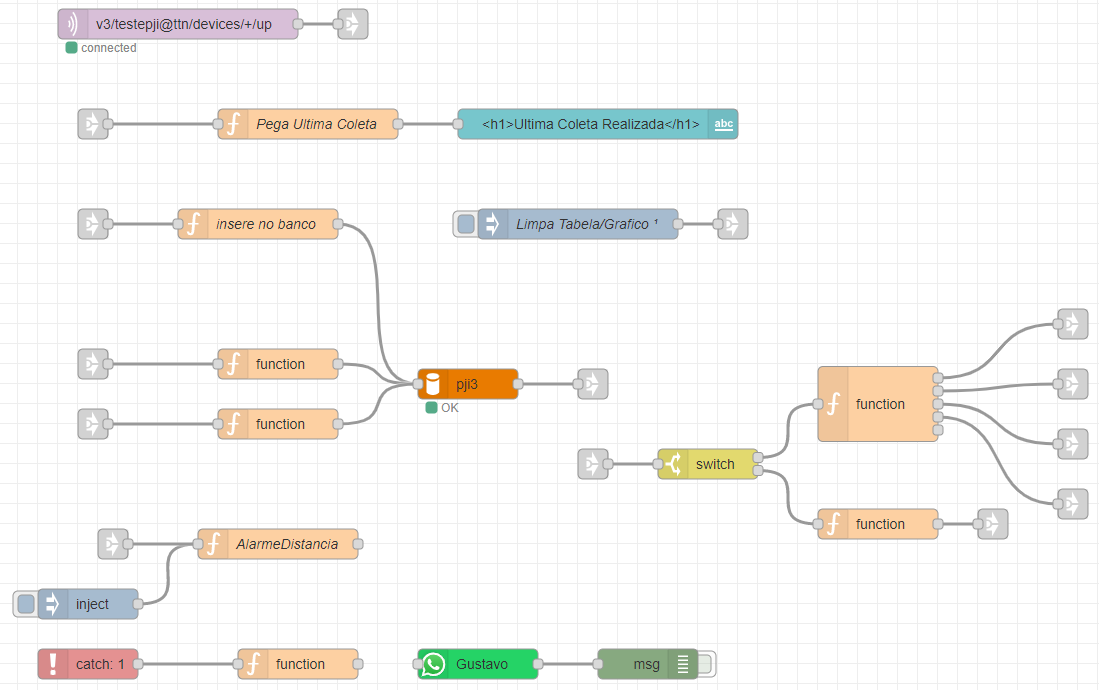 v3/testepji@ttn/devices/+/up
connected
Pega Ultima Coleta
<h1>Ultima Coleta Realizada</h1>
abc
insere no banco
Limpa Tabela/Grafico ¹
function
function
pji3
OK
function
switch
function
AlarmeDistancia
inject
catch: 1
function
Gustavo
msg